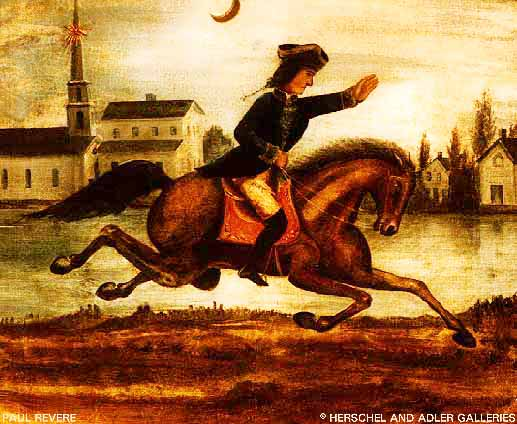 PAUL REVERE
© HERSCHEL AND ADLER GALLERIES